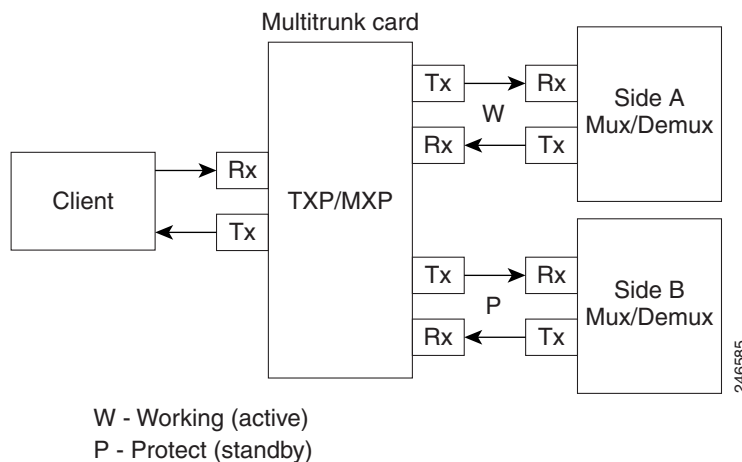 Multitrunk card
Tx
Rx
Side A
Mux/Demux
W
Rx
Tx
Client
Rx
TXP/MXP
Tx
Tx
Rx
Side B
Mux/Demux
P
Rx
Tx
246585
W - Working (active)
P - Protect (standby)